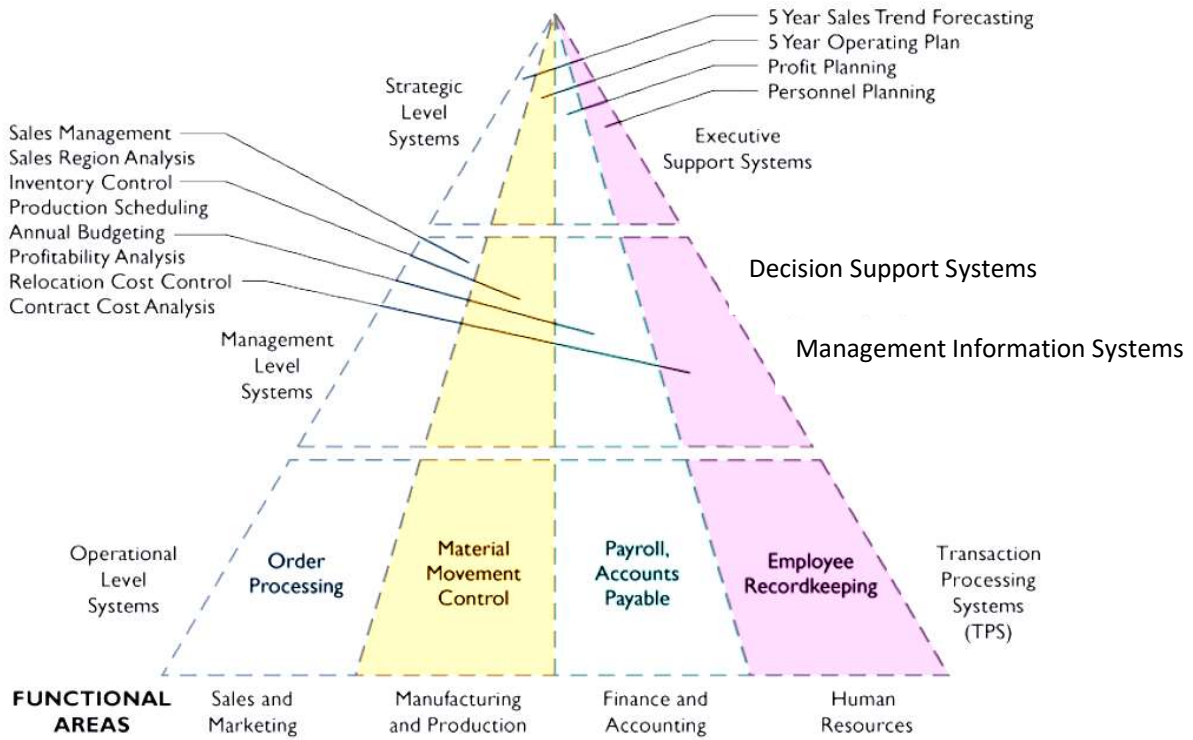 5 Year Sales Trend Forecasting
5 Year Operating Plan
Profit Planning
Personnel Planning
Strategic
Level
Systems
Executive
Support Systems
Sales Management
Sales Region Analysis
Inventory Control
Production Scheduling
Annual Budgeting
Profitability Analysis
Relocation Cost Control
Contract Cost Analysis
Decision Support Systems
Management Information Systems
Management
Level
Systems
Operational
Level
Systems
Order
Processing
Material
Movement
Control
Payroll,
Accounts
Payable
Employee
Recordkeeping
Transaction
Processing
Systems
(TPS)
FUNCTIONAL
AREAS
Sales and
Marketing
Manufacturing
and Production
Finance and
Accounting
Human
Resources